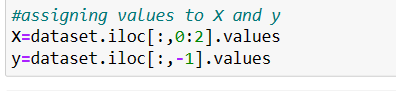 #assigning values to X and y
X=dataset.iloc[:,0:2].values
y=dataset.iloc[:,-1].values